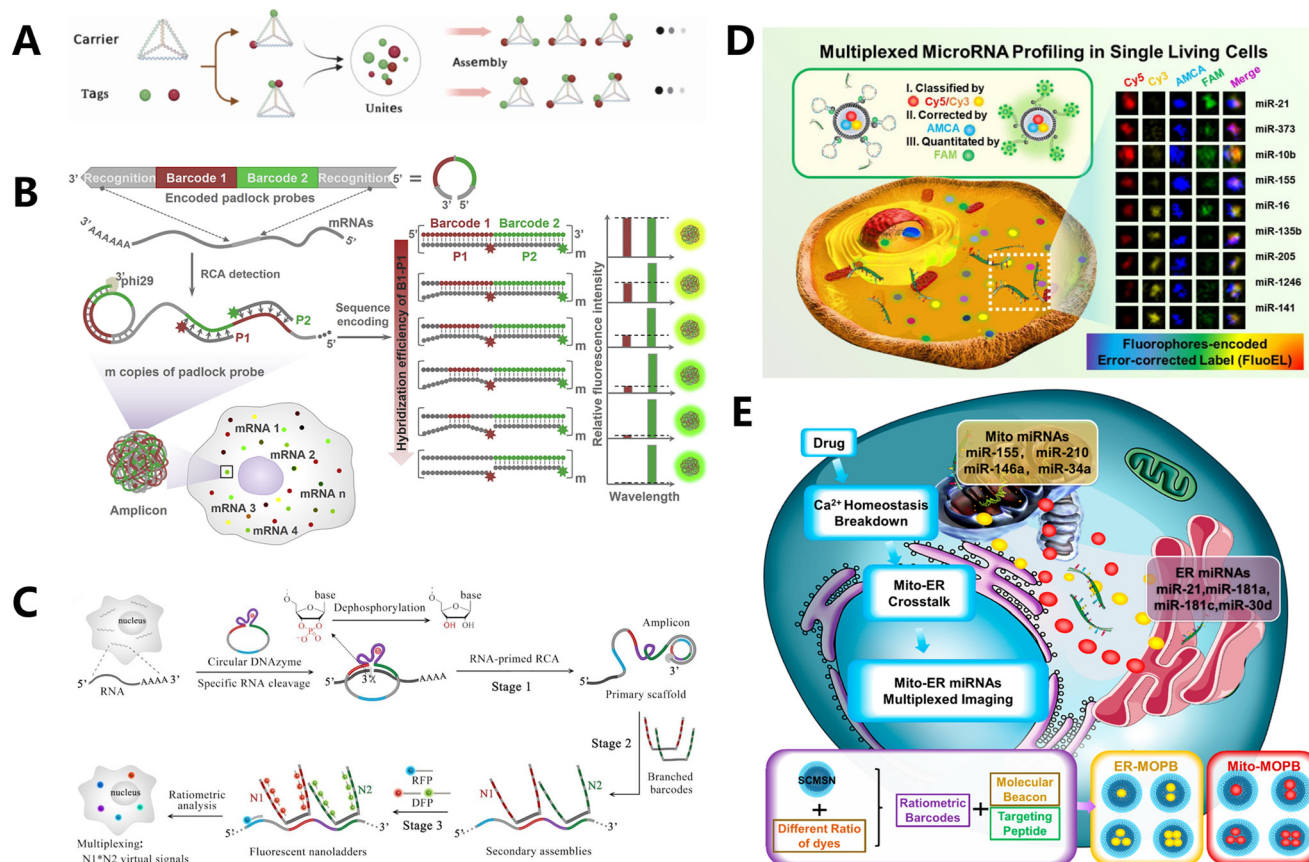 A
Carrier
Tags
Unites
Assembly
B
3'
Recognition
Barcode 1
Barcode 2
Recognition
5'
=
3' 5'
Encoded padlock probes
3'
AAAAAA
mRNAs
5'
RCA detection
3'
phi29
P2
P1
5'
Sequence
encoding
m copies of padlock probe
mRNA 1
mRNA 2
mRNA n
mRNA 3
mRNA 4
Amplicon
Hybridization efficiency of B1-P1
Barcode 1
Barcode 2
5'
3'
P1
P2
m
m
m
m
m
m
Relative fluorescence intensity
Wavelength
C
nucleus
5'
AAAA 3'
RNA
Circular DNAzyme
Specific RNA cleavage
base
Dephosphorylation
base
OH OH
3'
5'
AAAA
RNA-primed RCA
Stage 1
Amplicon
5'
Primary scaffold
Stage 2
Branched
barcodes
N1
N2
5'
3'
Secondary assemblies
RFP
DFP
Stage 3
N1
N2
5'
3'
Fluorescent nanoladders
Ratiometric
analysis
nucleus
Multiplexing:
N1*N2 virtual signals
D
Multiplexed MicroRNA Profiling in Single Living Cells
I. Classified by
Cy5/Cy3
II. Corrected by
AMCA
III. Quantitated by
FAM
Cy5
Cy3
AMCA
FAM
Merge
miR-21
miR-373
miR-10b
miR-155
miR-16
miR-135b
miR-205
miR-1246
miR-141
Fluorophores-encoded
Error-corrected Label (FluoEL)
E
Drug
Ca2+ Homeostasis
Breakdown
Mito-ER
Crosstalk
Mito-ER miRNAs
Multiplexed Imaging
Mito miRNAs
miR-155, miR-210
miR-146a, miR-34a
ER miRNAs
miR-21,miR-181a,
miR-181c,miR-30d
SCMSN
+
Different Ratio
of dyes
Ratiometric
Barcodes
+
Molecular
Beacon
Targeting
Peptide
ER-MOPB
Mito-MOPB